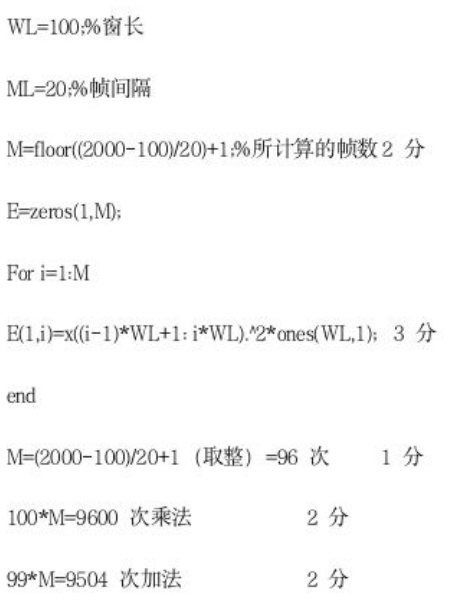 WL=100;%窗长
ML=20;%帧间隔
M=floor((2000-100)/20)+1;%所计算的帧数 2 分
E=zeros(1,M);
For i=1:M
E(1,i)=x((i-1)*WL+1: i*WL).^2*ones(WL,1); 3 分
end
M=(2000-100)/20+1 (取整) =96 次 1 分
100*M=9600 次乘法 2 分
99*M=9504 次加法 2 分